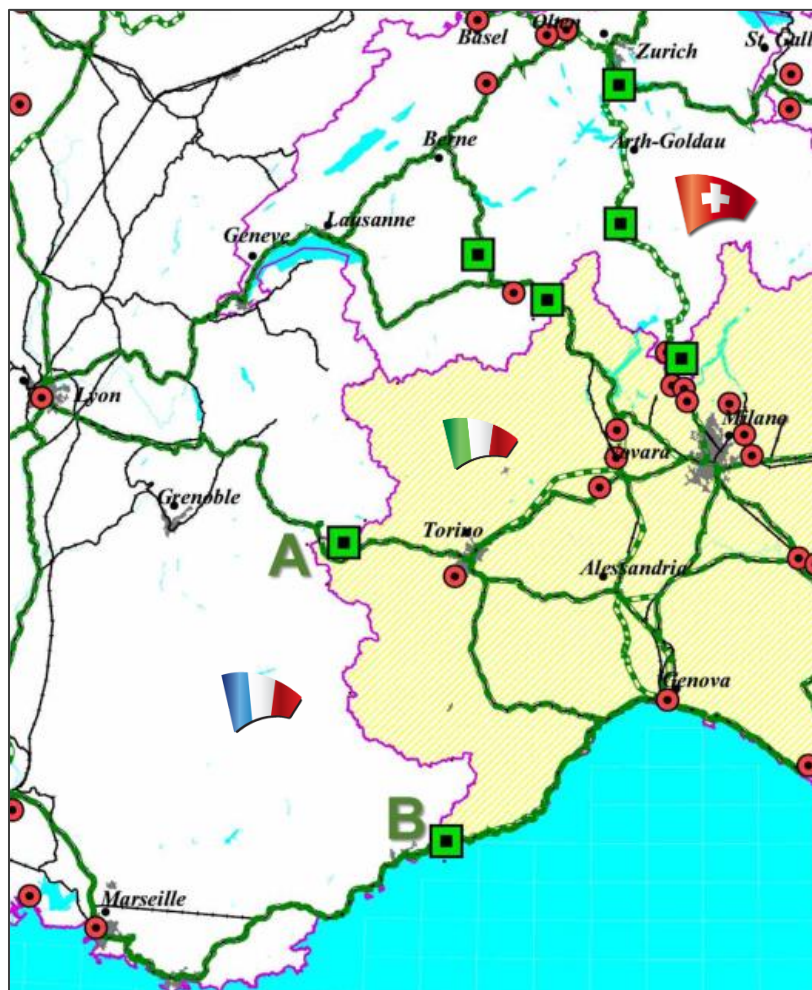 Basel
Olten
Zurich
St. Gall
Berne
Arth-Goldau
Lausanne
Geneve
Lyon
Milano
Novara
Grenoble
Torino
A
Alessandria
Genova
B
Marseille